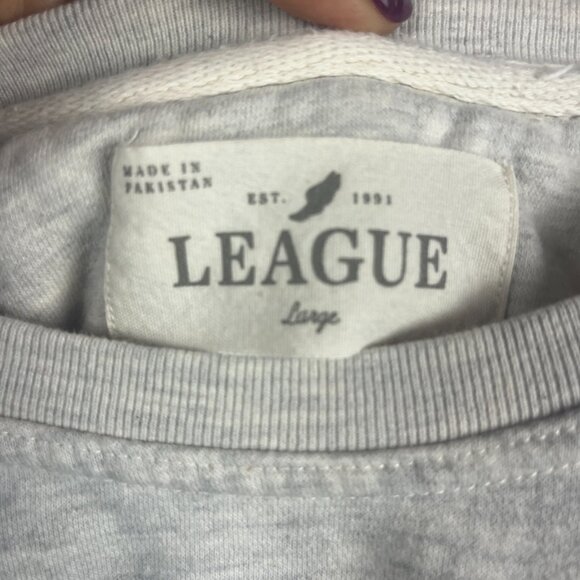 MADE IN
PAKISTAN
EST. 1991
LEAGUE
Large